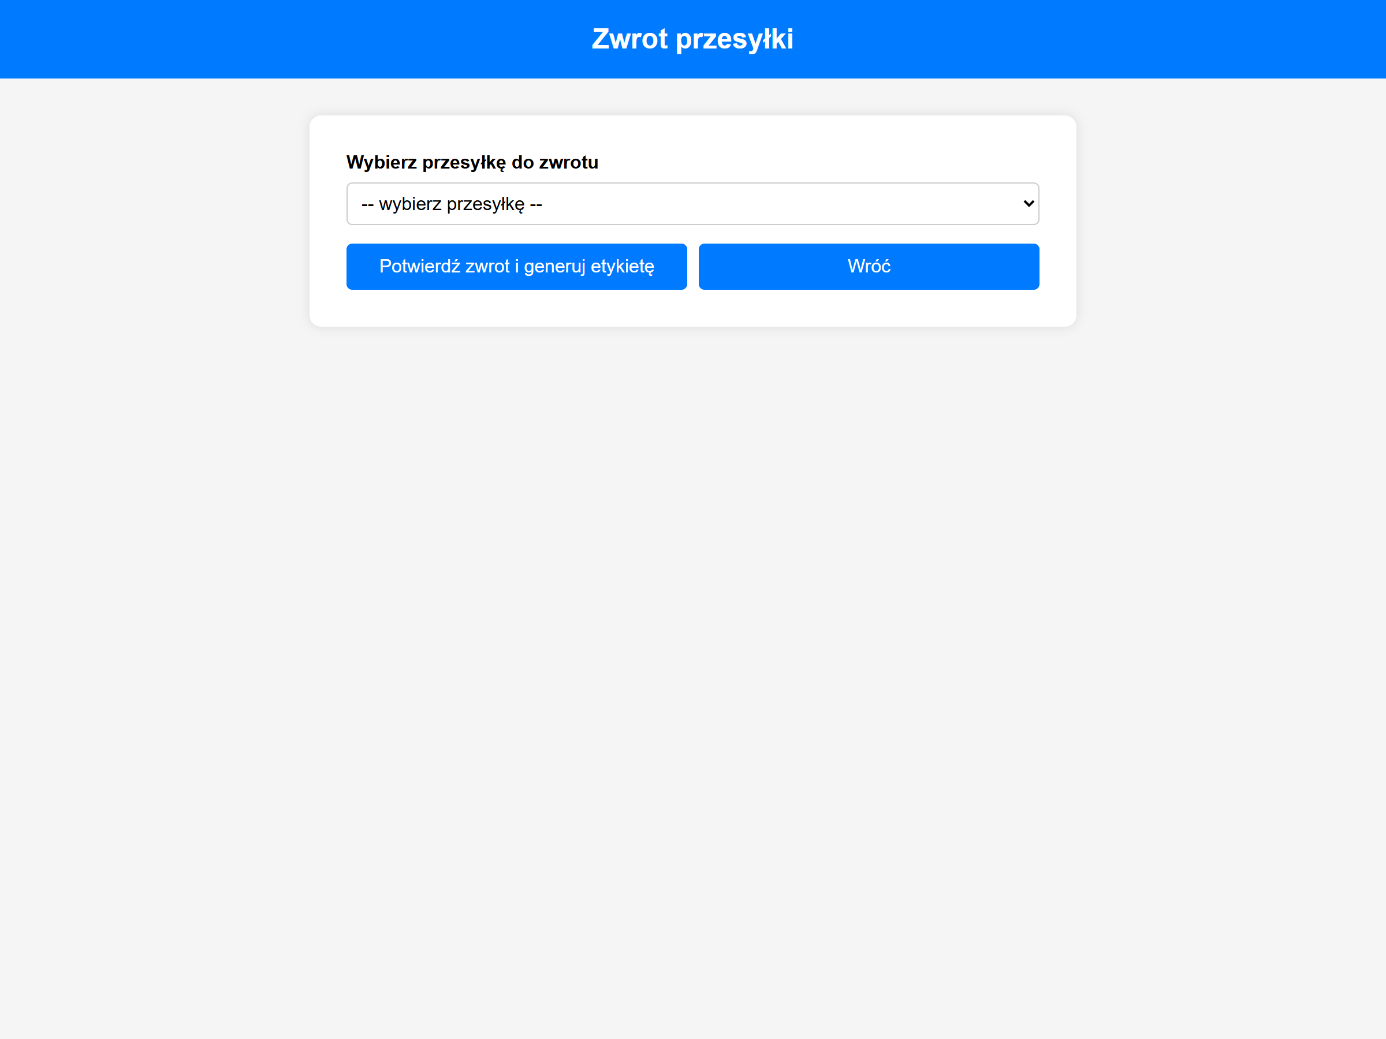 Zwrot przesyłki
Wybierz przesyłkę do zwrotu
-- wybierz przesyłkę --
Potwierdź zwrot i generuj etykietę
Wróć